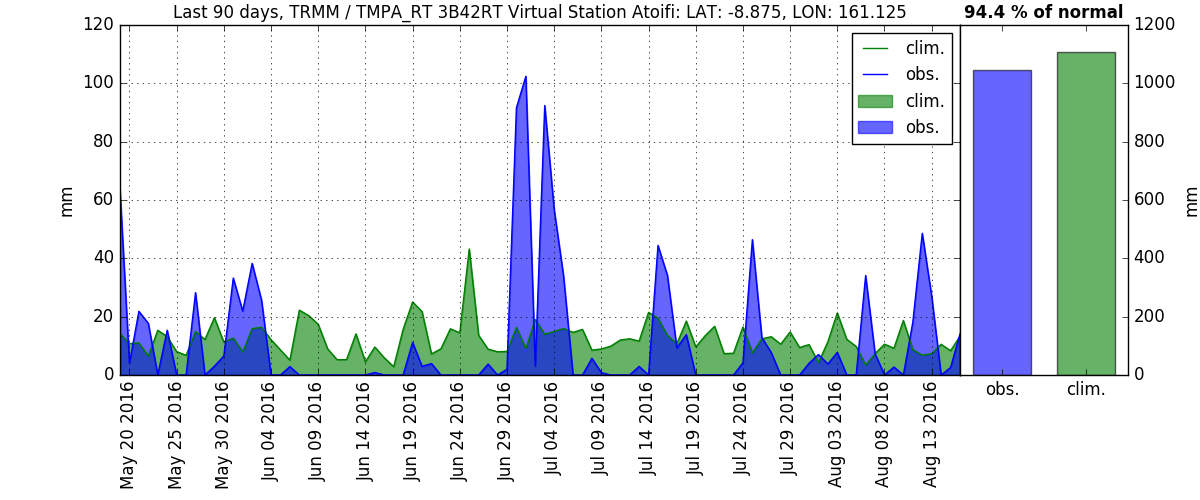 Last 90 days, TRMM / TMPA_RT 3B42RT Virtual Station Atoifi: LAT: -8.875, LON: 161.125
94.4 % of normal
120
100
80
60
40
20
0
mm
clim.
obs.
clim.
obs.
1200
1000
800
600
400
200
0
mm
May 20 2016
May 25 2016
May 30 2016
Jun 04 2016
Jun 09 2016
Jun 14 2016
Jun 19 2016
Jun 24 2016
Jun 29 2016
Jul 04 2016
Jul 09 2016
Jul 14 2016
Jul 19 2016
Jul 24 2016
Jul 29 2016
Aug 03 2016
Aug 08 2016
Aug 13 2016
obs.
clim.